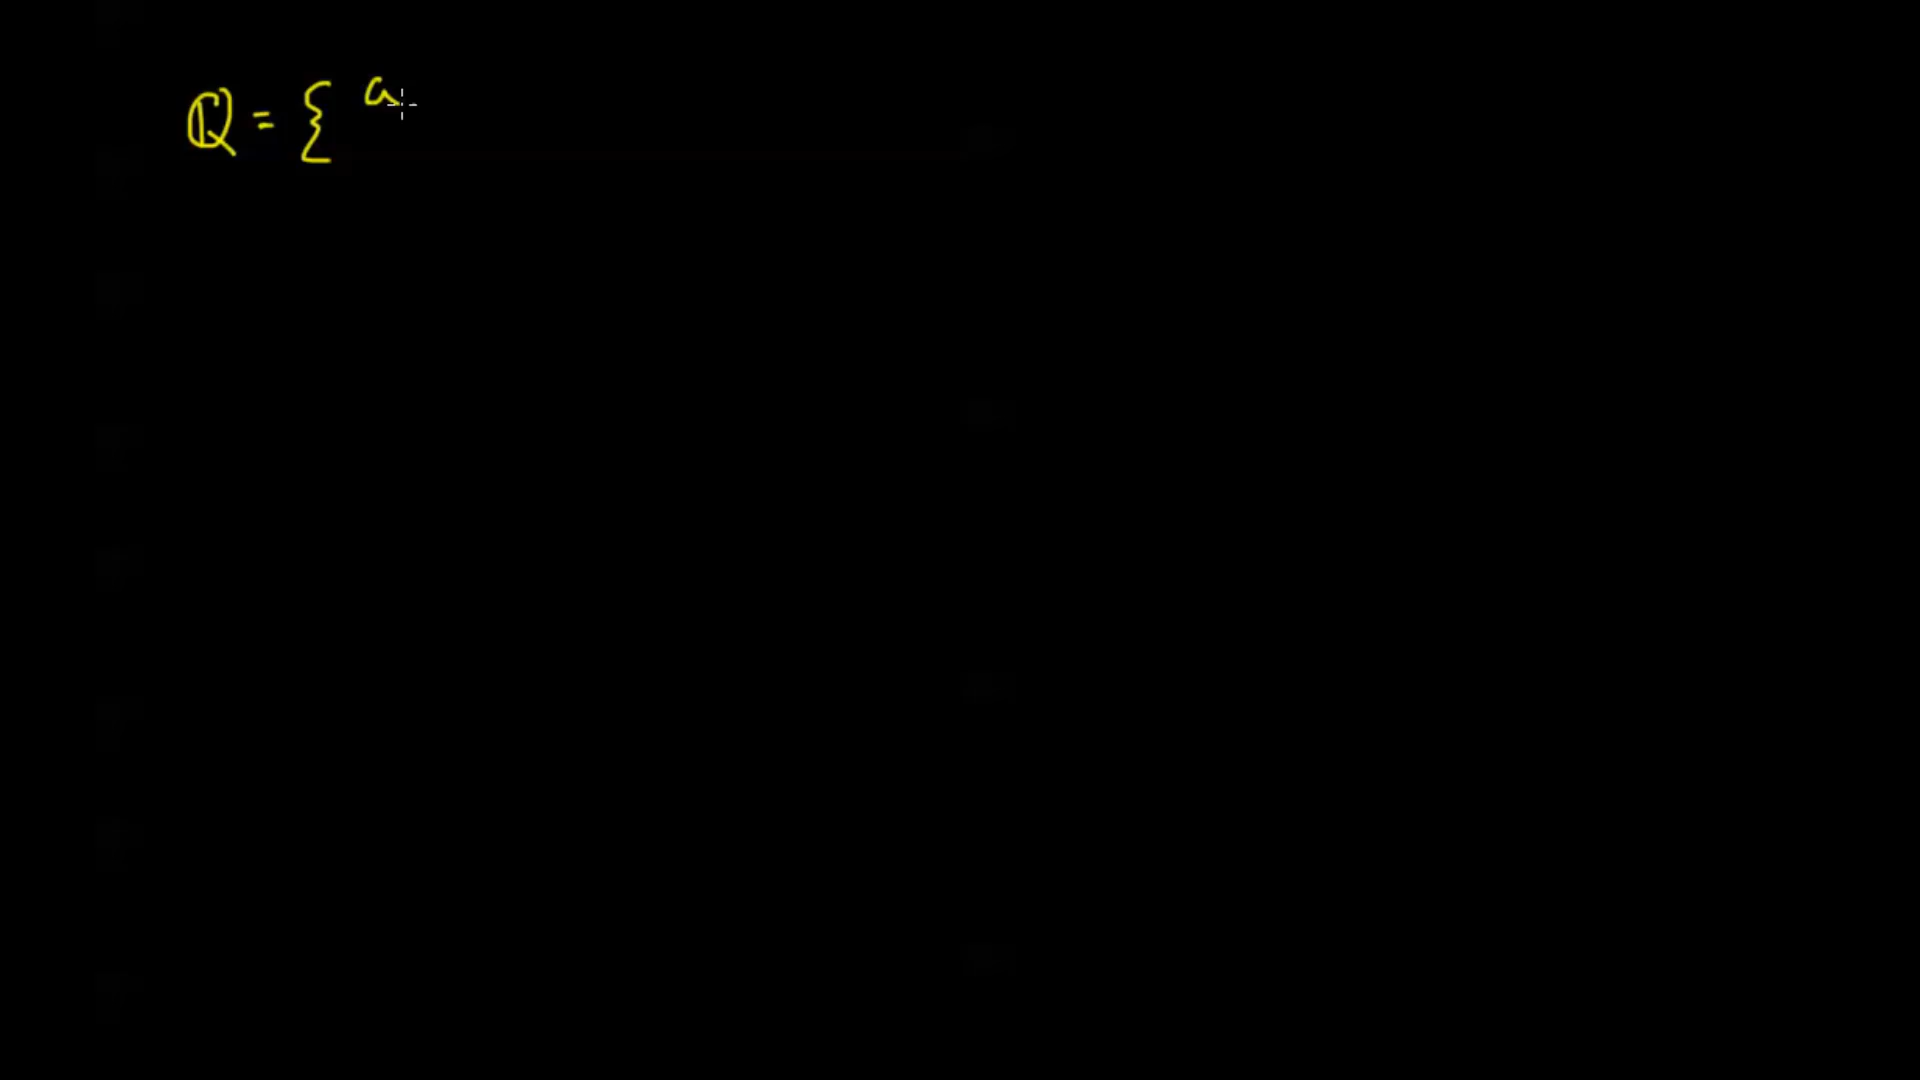 ℚ = { a